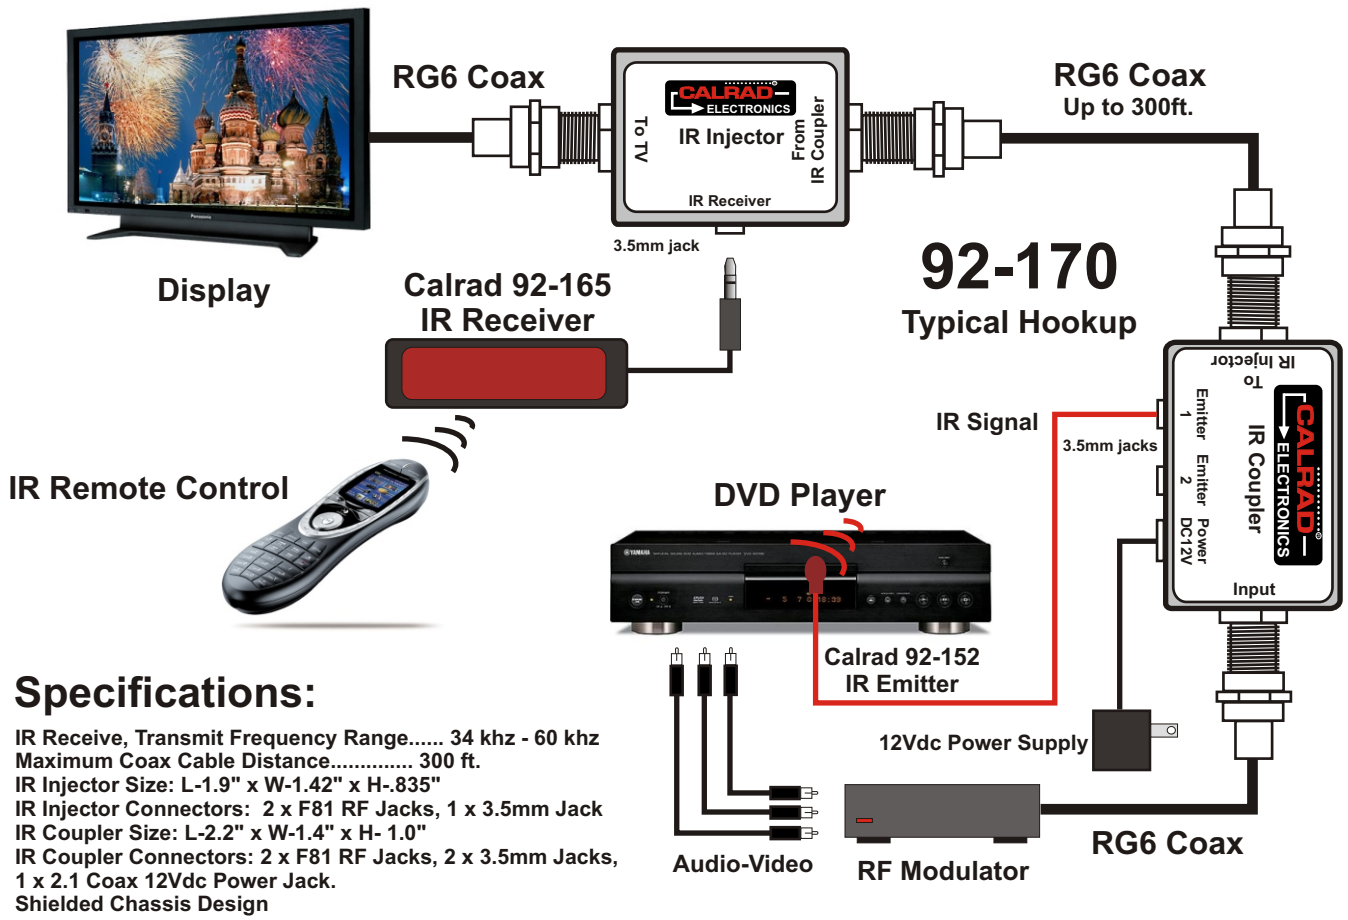 RG6 Coax
CALRAD
ELECTRONICS
IR Injector
To TV
From
IR Coupler
IR Receiver
3.5mm jack
RG6 Coax
Up to 300ft.
Panasonic
Display
Calrad 92-165
IR Receiver
92-170
Typical Hookup
To
IR Injector
CALRAD
ELECTRONICS
IR Coupler
Emitter
1
Emitter
2
Power
DC12V
Input
IR Signal
3.5mm jacks
IR Remote Control
DVD Player
YAMAHA
Calrad 92-152
IR Emitter
12Vdc Power Supply
Audio-Video
RF Modulator
RG6 Coax
Specifications:
IR Receive, Transmit Frequency Range...... 34 khz - 60 khz
Maximum Coax Cable Distance.............. 300 ft.
IR Injector Size: L-1.9" x W-1.42" x H-.835"
IR Injector Connectors:  2 x F81 RF Jacks, 1 x 3.5mm Jack
IR Coupler Size: L-2.2" x W-1.4" x H- 1.0"
IR Coupler Connectors: 2 x F81 RF Jacks, 2 x 3.5mm Jacks,
1 x 2.1 Coax 12Vdc Power Jack.
Shielded Chassis Design